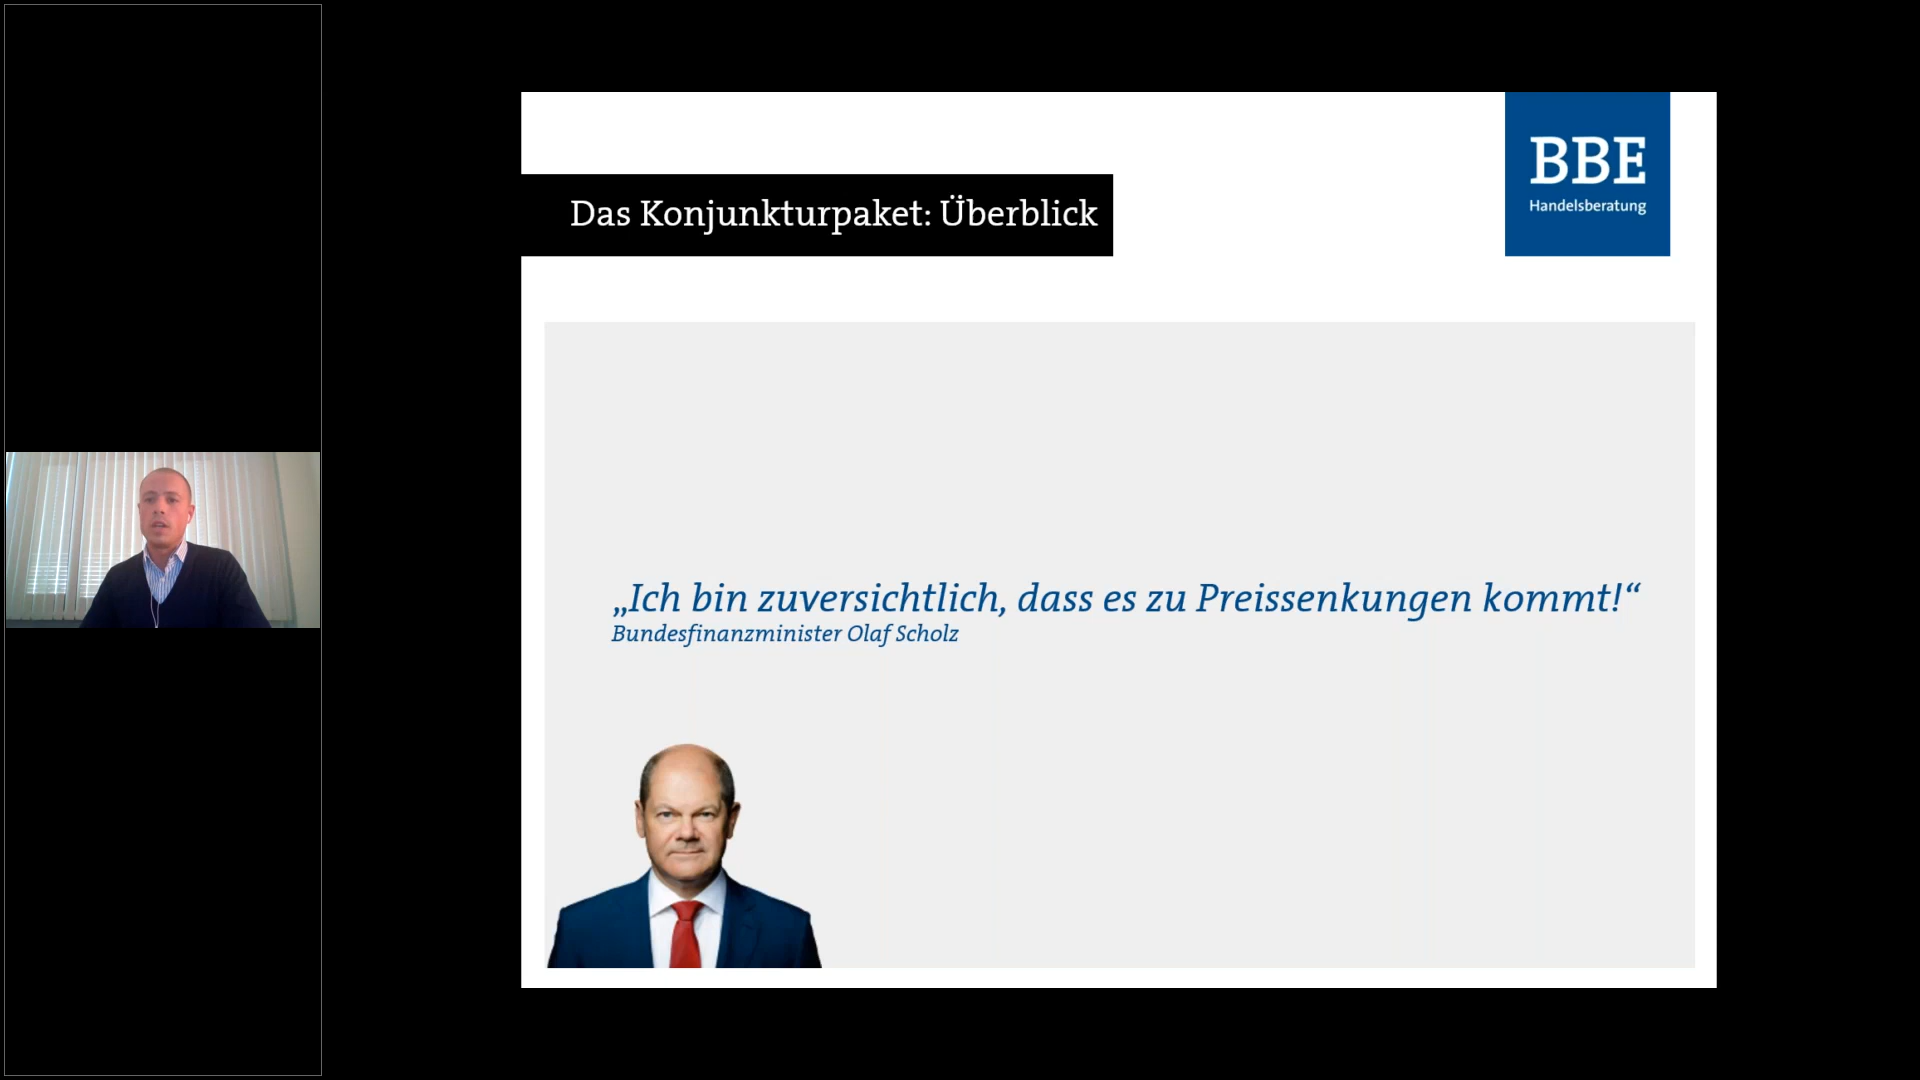 BBE
Handelsberatung
Das Konjunkturpaket: Überblick
„Ich bin zuversichtlich, dass es zu Preissenkungen kommt!“
Bundesfinanzminister Olaf Scholz